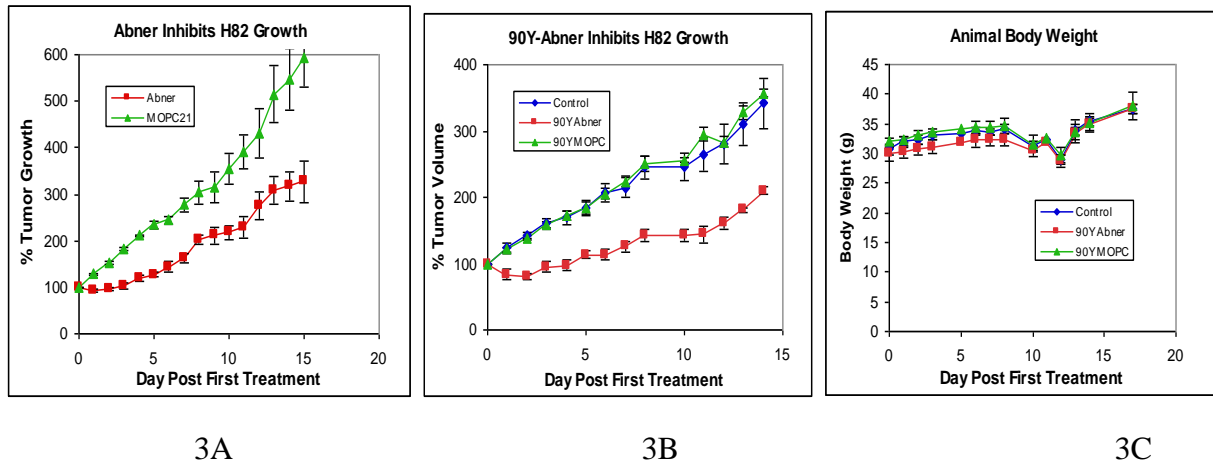 Abner Inhibits H82 Growth
% Tumor Growth
600
500
400
300
200
100
0
Abner
MOPC21
0 5 10 15 20
Day Post First Treatment
90Y-Abner Inhibits H82 Growth
% Tumor Volume
400
300
200
100
0
Control
90YAbner
90YMOPC
0 5 10 15
Day Post First Treatment
Animal Body Weight
Body Weight (g)
45
40
35
30
25
20
15
10
5
0
Control
90YAbner
90YMOPC
0 5 10 15 20
Day Post First Treatment
3A 3B 3C